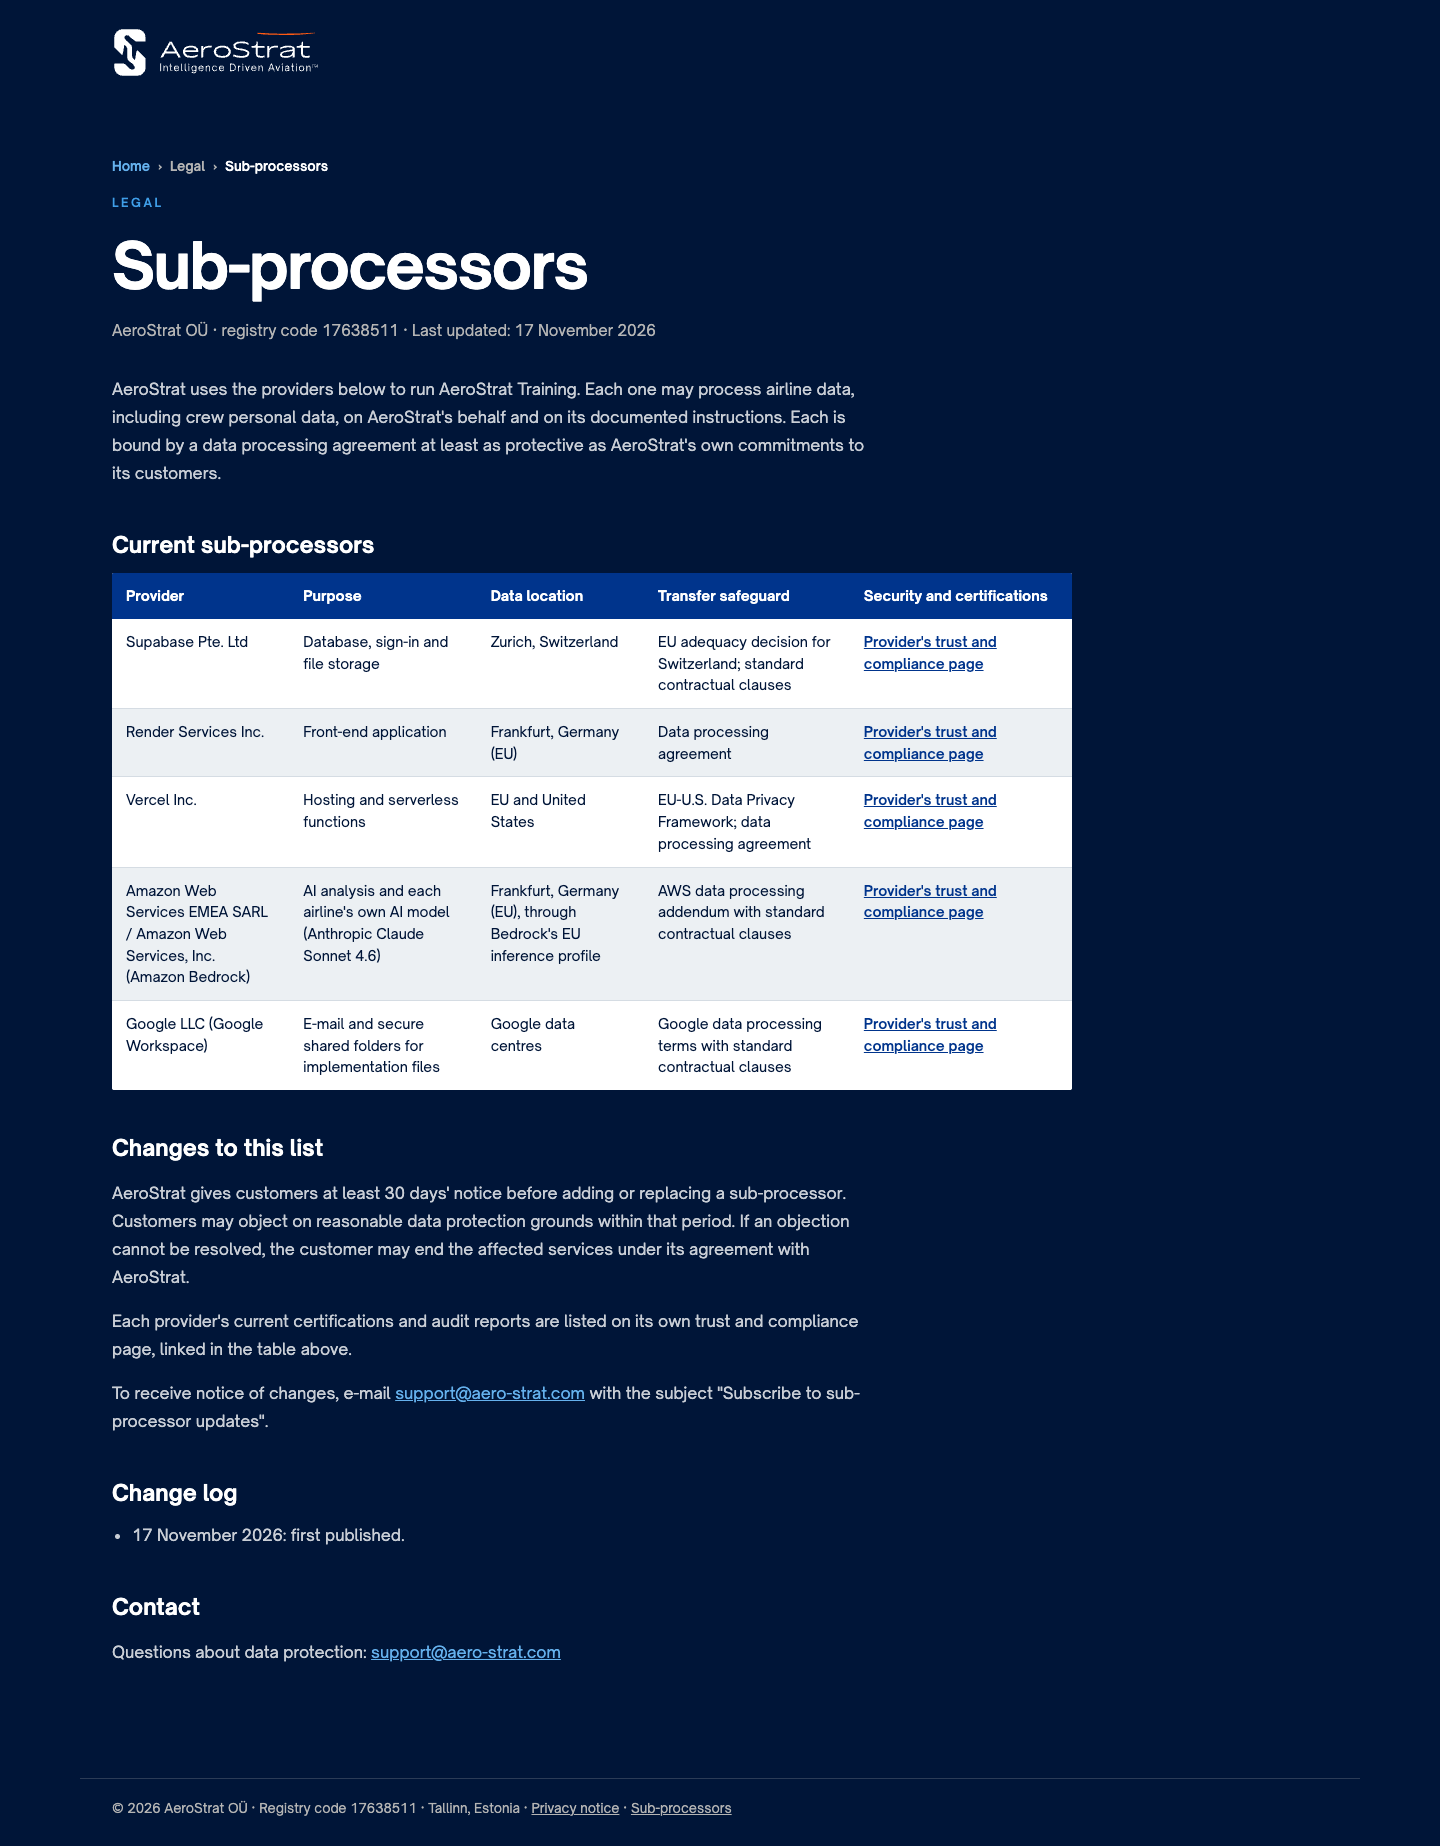 AeroStrat
Intelligence Driven Aviation™
Home › Legal › Sub-processors
LEGAL
Sub-processors
AeroStrat OÜ · registry code 17638511 · Last updated: 17 November 2026
AeroStrat uses the providers below to run AeroStrat Training. Each one may process airline data,
including crew personal data, on AeroStrat's behalf and on its documented instructions. Each is
bound by a data processing agreement at least as protective as AeroStrat's own commitments to
its customers.
Current sub-processors
Provider Purpose Data location Transfer safeguard Security and certifications
Supabase Pte. Ltd Database, sign-in and Zurich, Switzerland EU adequacy decision for Provider's trust and
file storage Switzerland; standard compliance page
contractual clauses
Render Services Inc. Front-end application Frankfurt, Germany Data processing Provider's trust and
(EU) agreement compliance page
Vercel Inc. Hosting and serverless EU and United EU-U.S. Data Privacy Provider's trust and
functions States Framework; data compliance page
processing agreement
Amazon Web AI analysis and each Frankfurt, Germany AWS data processing Provider's trust and
Services EMEA SARL airline's own AI model (EU), through addendum with standard compliance page
/ Amazon Web (Anthropic Claude Bedrock's EU contractual clauses
Services, Inc. Sonnet 4.6) inference profile
(Amazon Bedrock)
Google LLC (Google E-mail and secure Google data Google data processing Provider's trust and
Workspace) shared folders for centres terms with standard compliance page
implementation files contractual clauses
Changes to this list
AeroStrat gives customers at least 30 days' notice before adding or replacing a sub-processor.
Customers may object on reasonable data protection grounds within that period. If an objection
cannot be resolved, the customer may end the affected services under its agreement with
AeroStrat.
Each provider's current certifications and audit reports are listed on its own trust and compliance
page, linked in the table above.
To receive notice of changes, e-mail support@aero-strat.com with the subject "Subscribe to sub-
processor updates".
Change log
• 17 November 2026: first published.
Contact
Questions about data protection: support@aero-strat.com
© 2026 AeroStrat OÜ · Registry code 17638511 · Tallinn, Estonia · Privacy notice · Sub-processors